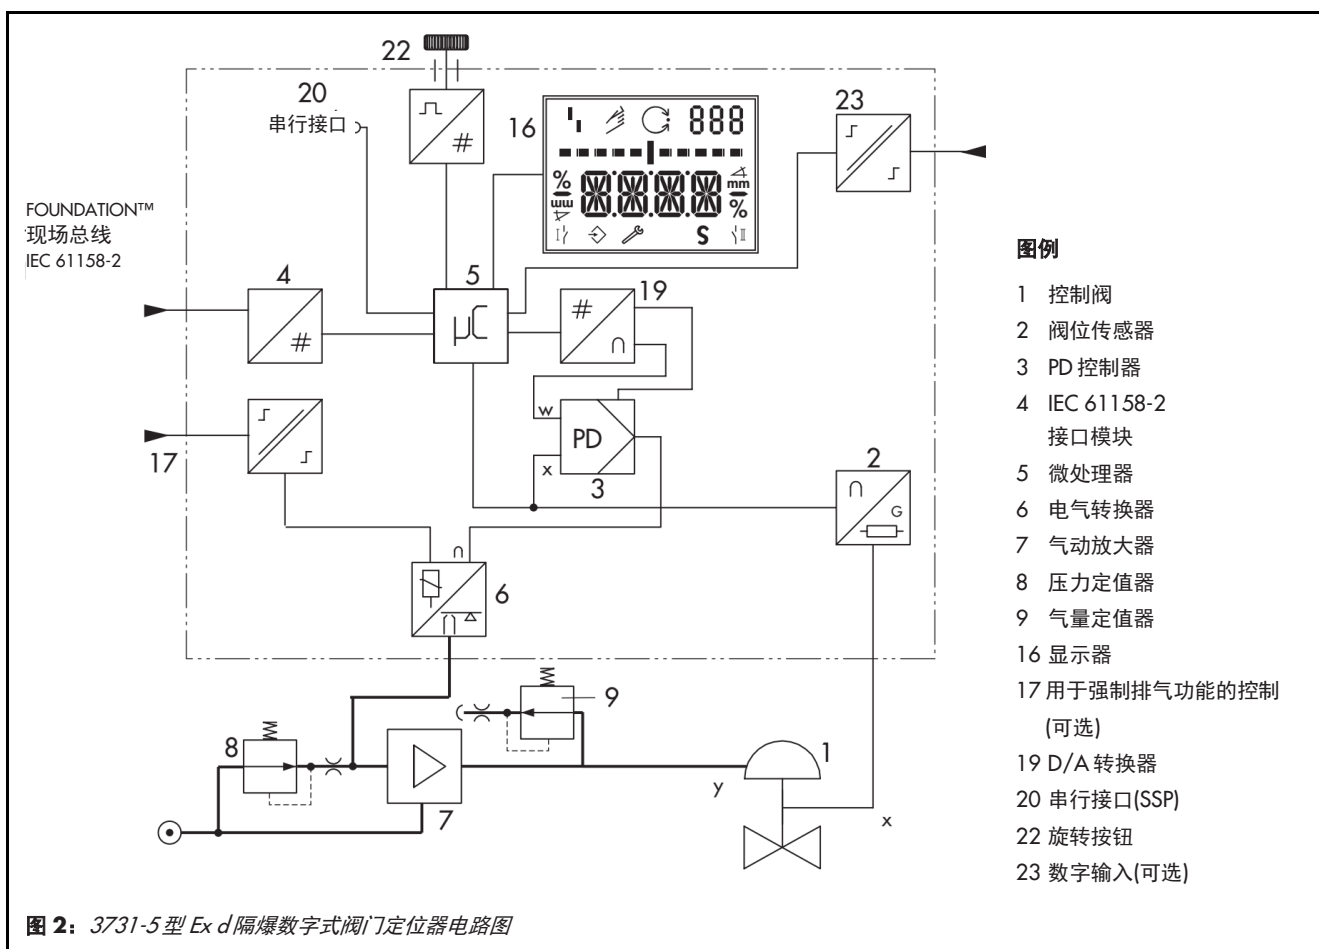 22
20
串行接口
16
888
%
mm
mm
%
S
I
II
23
FOUNDATION™
现场总线
IEC 61158-2
4
#
#
5
µC
19
#
∩
17
w
PD
x
3
2
∩
G
∩
6
9
8
7
1
y
x
图例
1 控制阀
2 阀位传感器
3 PD 控制器
4 IEC 61158-2
接口模块
5 微处理器
6 电气转换器
7 气动放大器
8 压力定值器
9 气量定值器
16 显示器
17 用于强制排气功能的控制
(可选)
19 D/A 转换器
20 串行接口(SSP)
22 旋转按钮
23 数字输入(可选)
图 2：3731-5 型 Ex d 隔爆数字式阀门定位器电路图